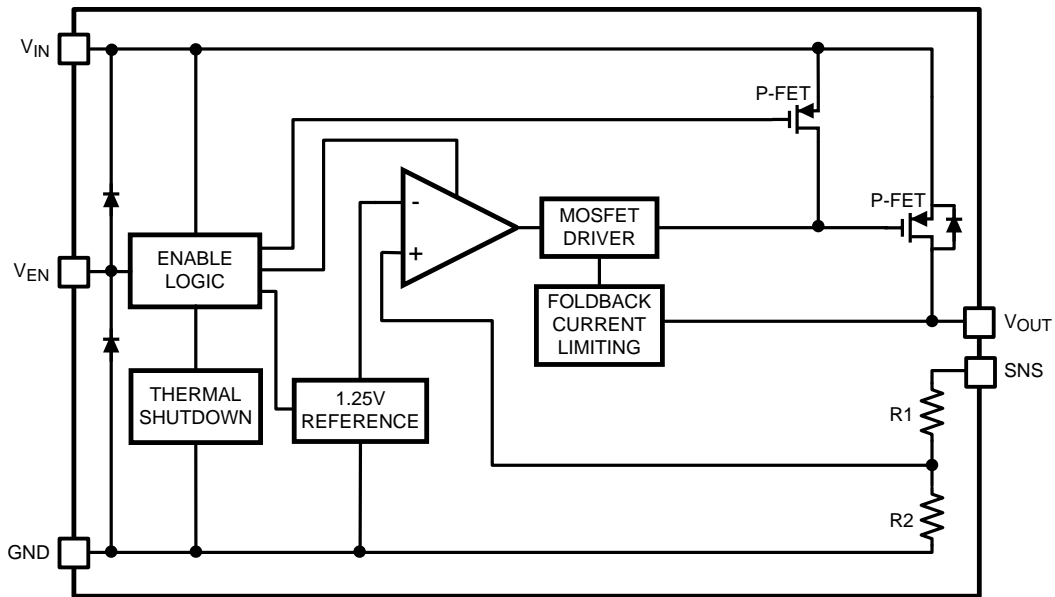 VIN
P-FET
P-FET
-
+
MOSFET
DRIVER
VEN
ENABLE
LOGIC
FOLDBACK
CURRENT
LIMITING
VOUT
SNS
THERMAL
SHUTDOWN
1.25V
REFERENCE
R1
R2
GND